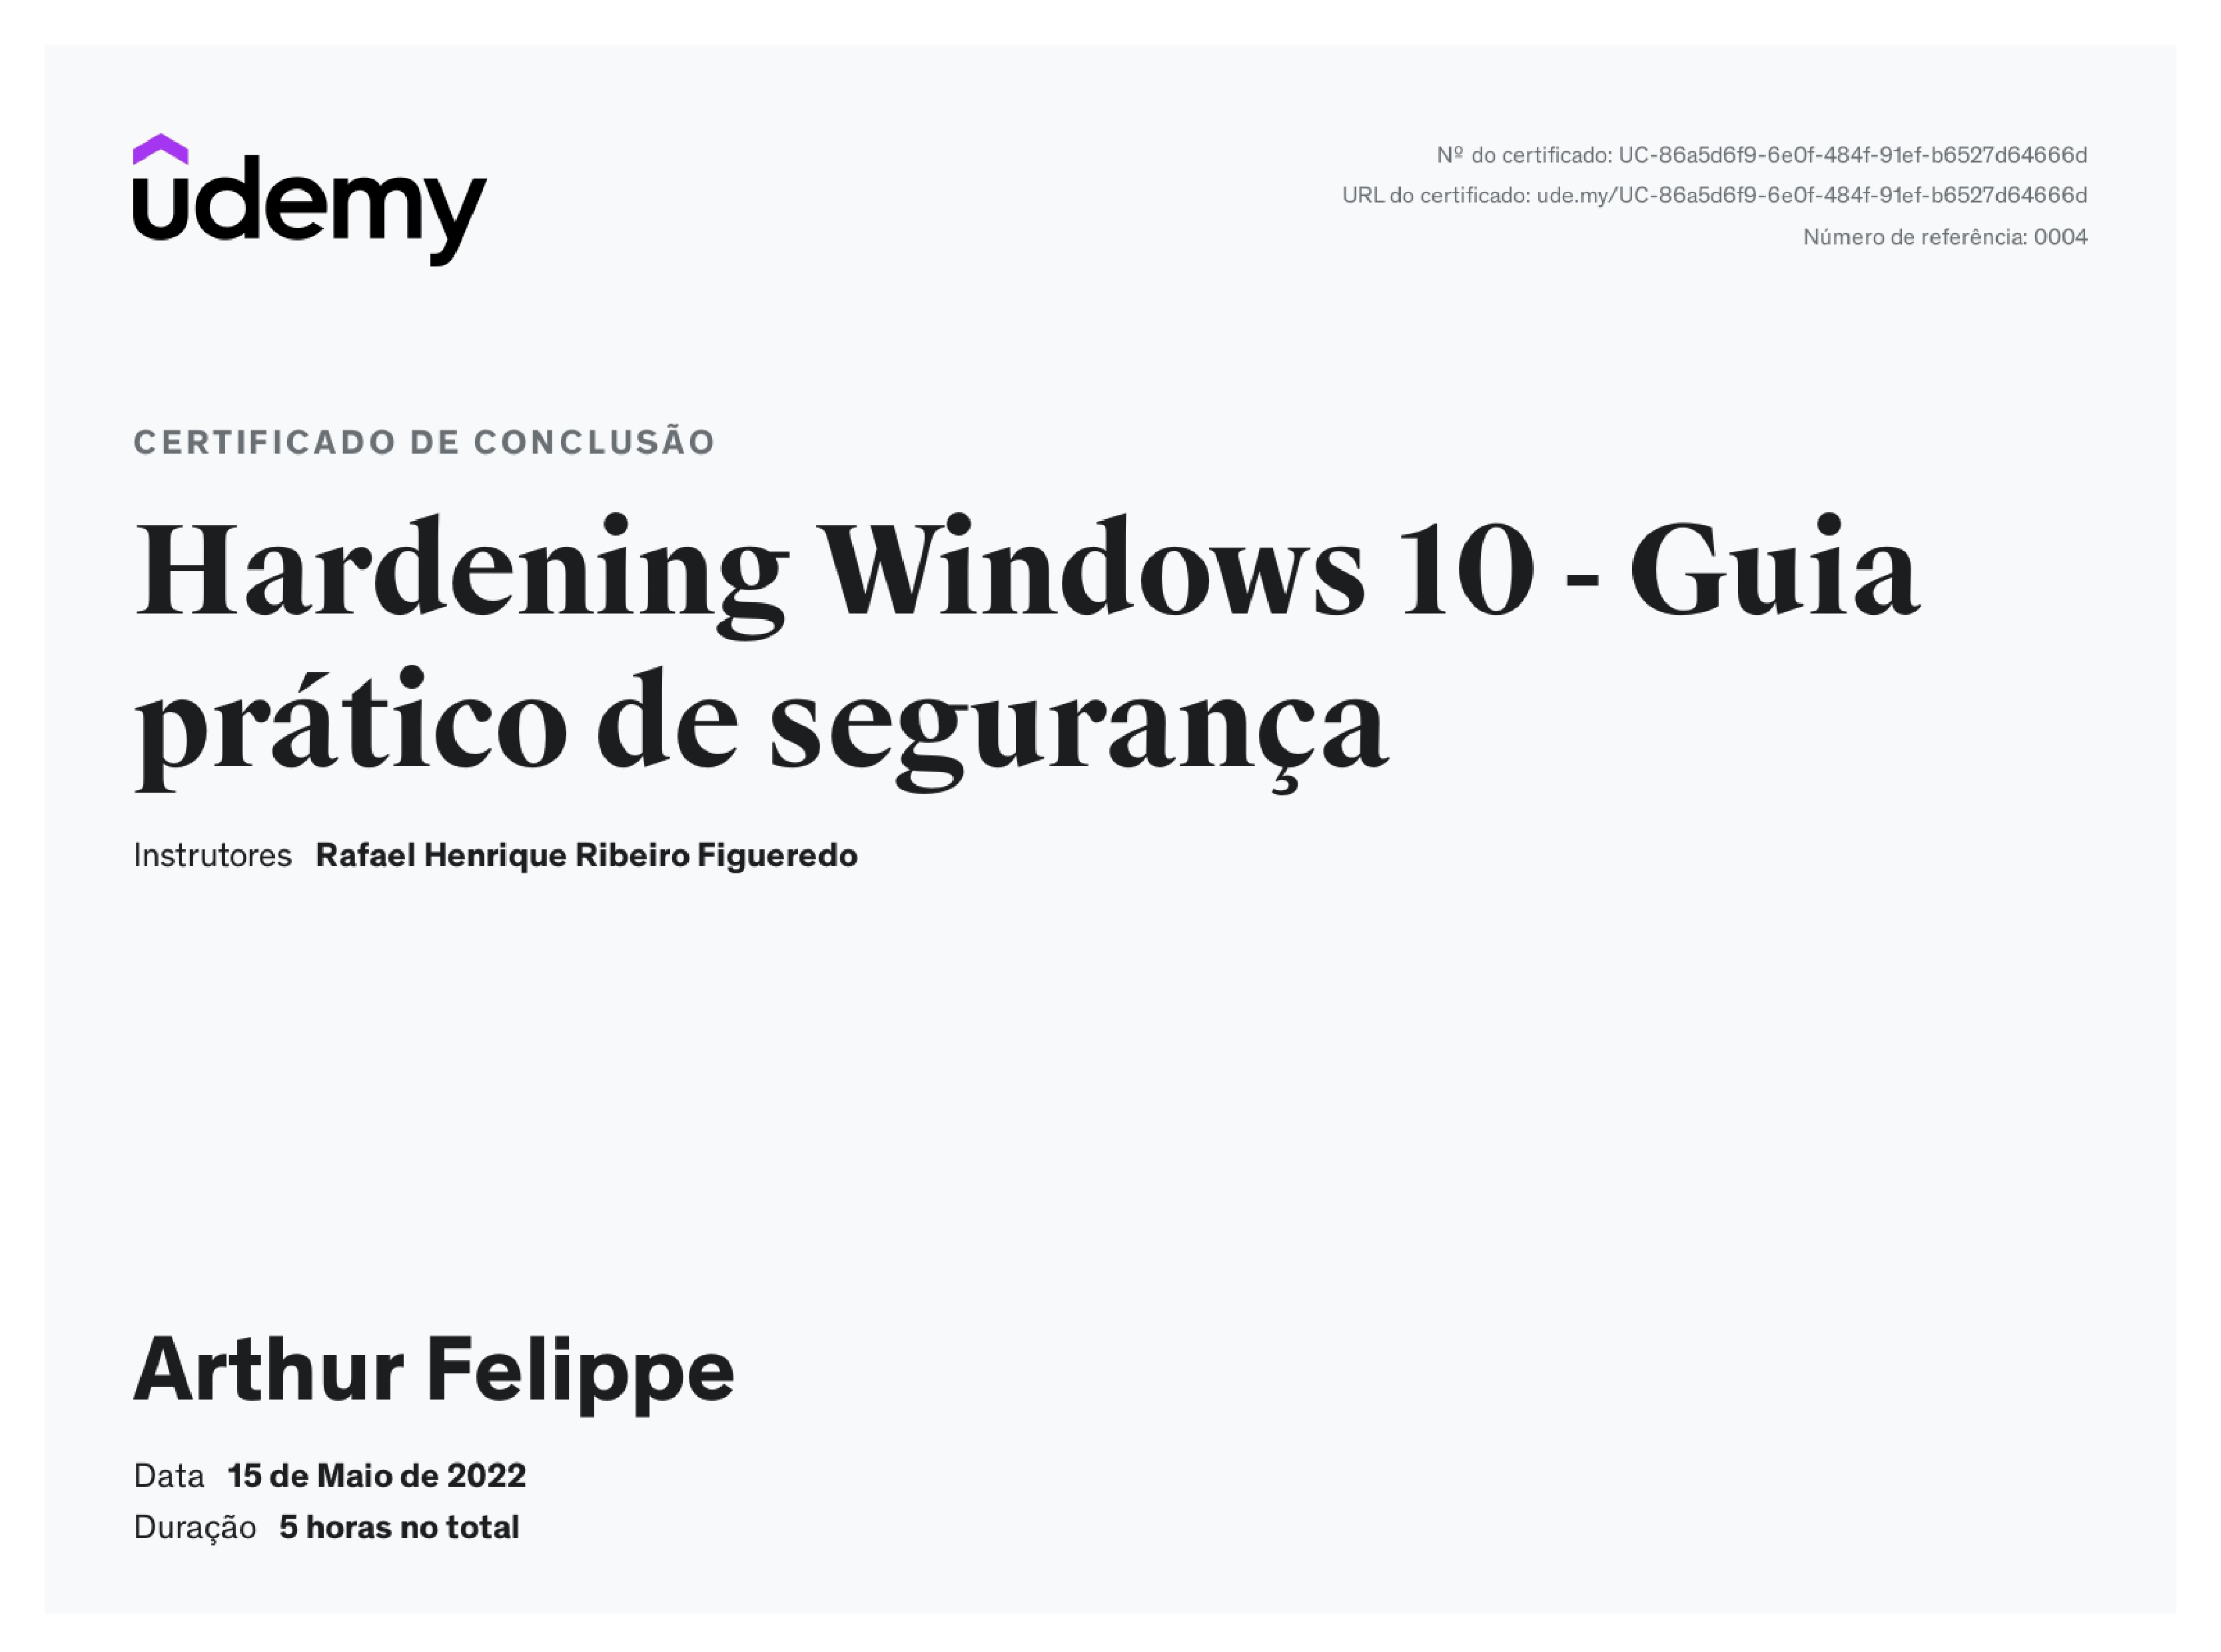 udemy
Nº do certificado: UC-86a5d6f9-6e0f-484f-91ef-b6527d64666d
URL do certificado: ude.my/UC-86a5d6f9-6e0f-484f-91ef-b6527d64666d
Número de referência: 0004
CERTIFICADO DE CONCLUSÃO
Hardening Windows 10 - Guia
prático de segurança
Instrutores Rafael Henrique Ribeiro Figueredo
Arthur Felippe
Data 15 de Maio de 2022
Duração 5 horas no total